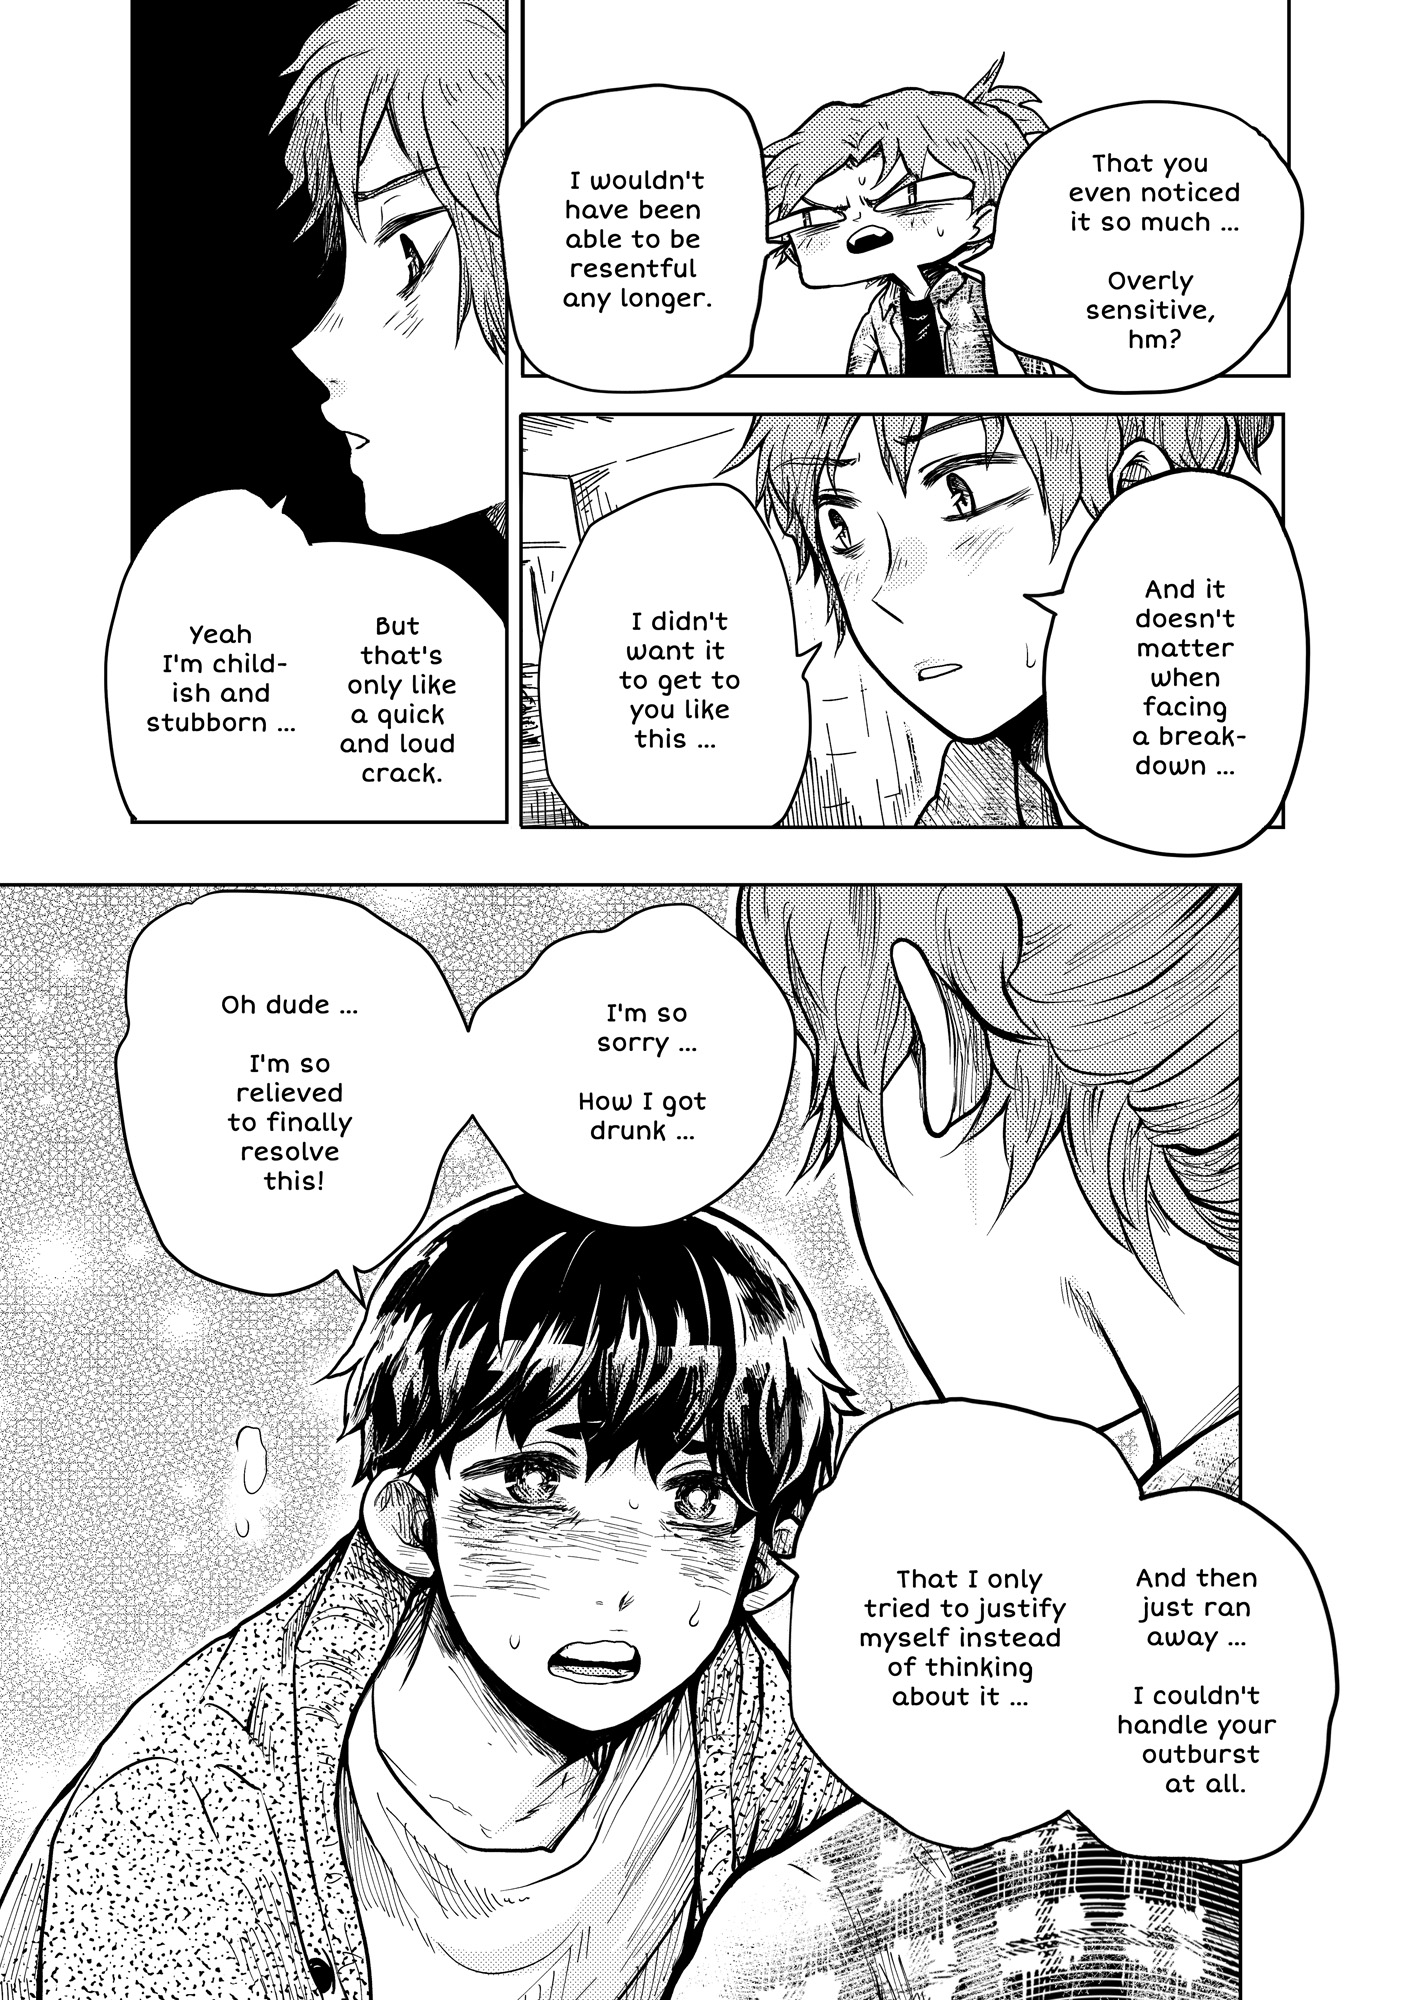 That you
even noticed
it so much ...
Overly
sensitive,
hm?
I wouldn't
have been
able to be
resentful
any longer.
And it
doesn't
matter
when
facing
a break-
down ...
I didn't
want it
to get to
you like
this ...
But
that's
only like
a quick
and loud
crack.
Yeah
I'm child-
ish and
stubborn ...
I'm so
sorry ...
How I got
drunk ...
Oh dude ...
I'm so
relieved
to finally
resolve
this!
And then
just ran
away ...
I couldn't
handle your
outburst
at all.
That I only
tried to justify
myself instead
of thinking
about it ...